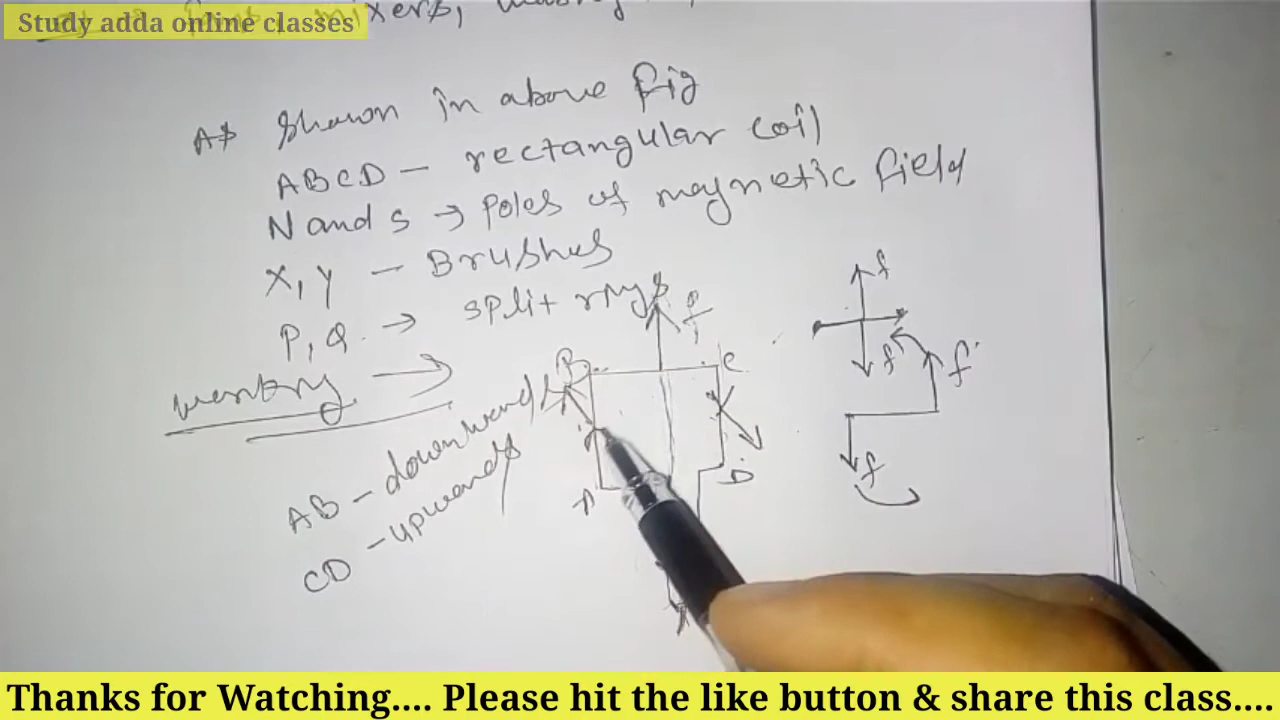 Study adda online classes
mixers,
As Shown in above fig
ABCD - rectangular coil
N and S → Poles of magnetic field
X, Y - Brushes
P, Q → split rings
working →
AB - downwards
CD - upwards
B
C
A
D
f
f
f
f
f
Thanks for Watching.... Please hit the like button & share this class....